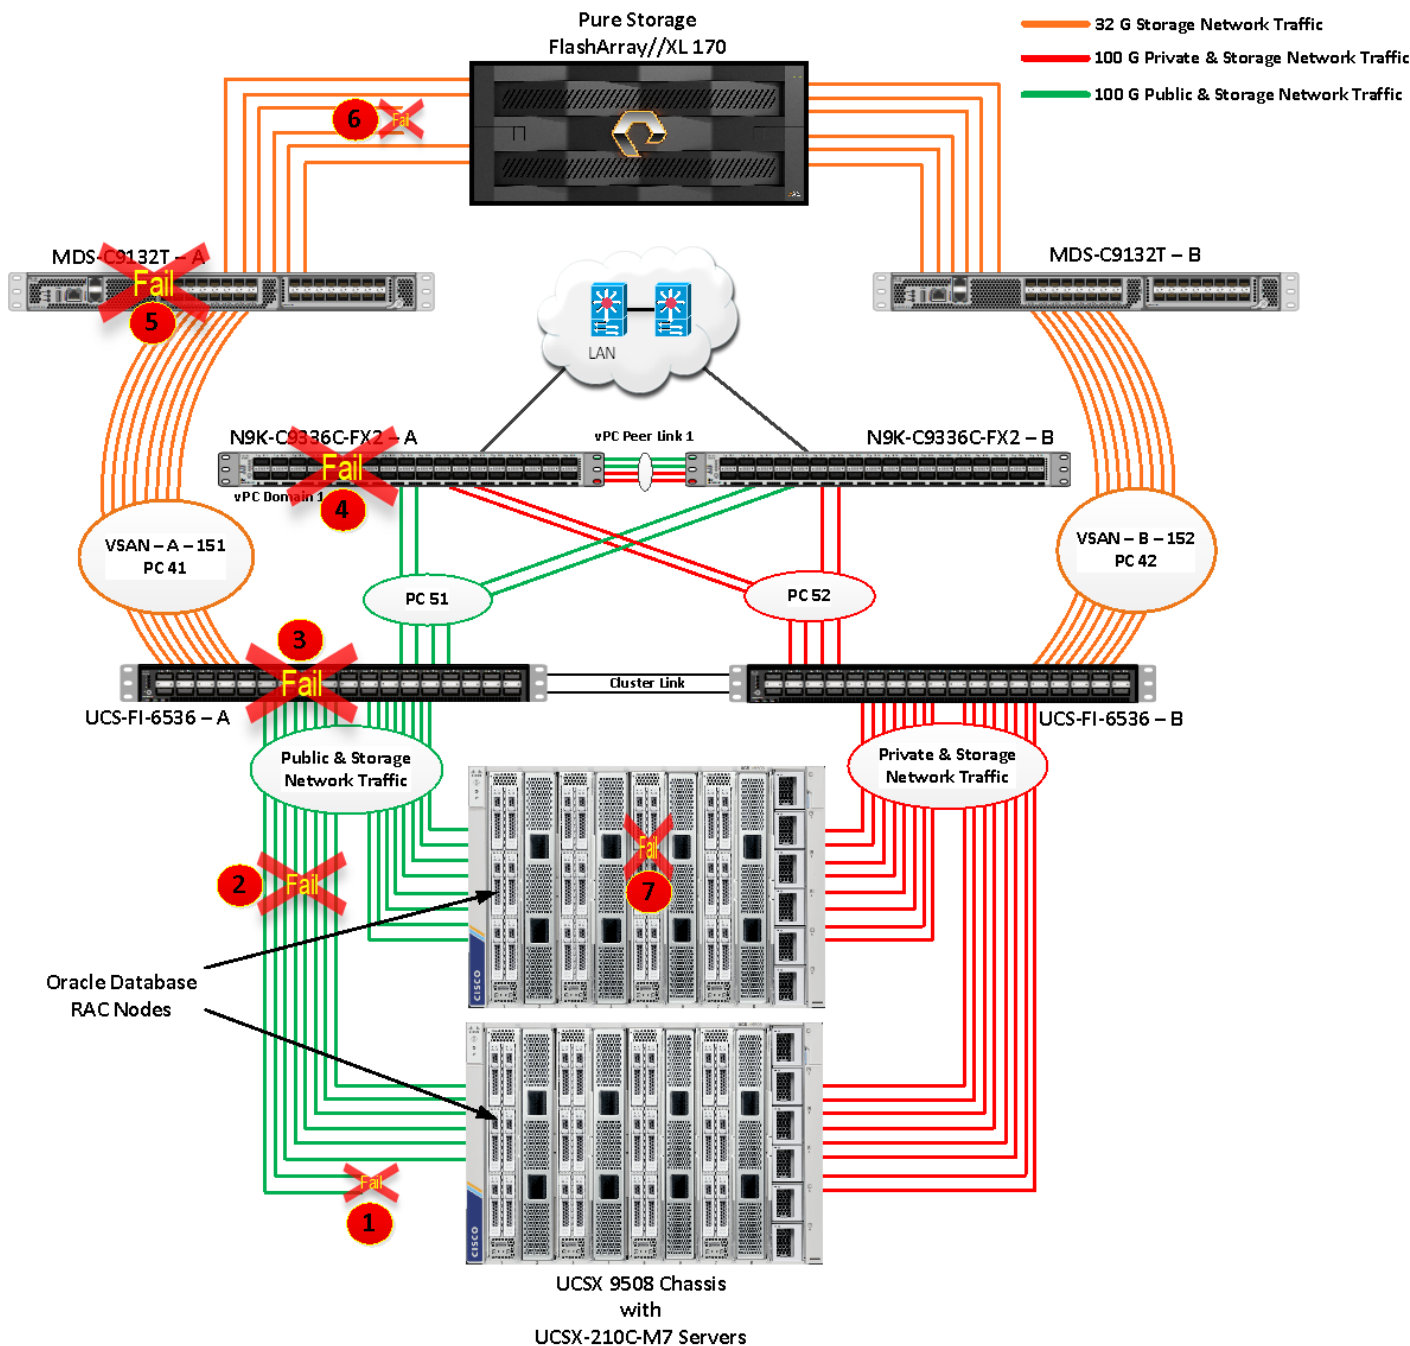 Pure Storage
FlashArray//XL 170
32 G Storage Network Traffic
100 G Private & Storage Network Traffic
100 G Public & Storage Network Traffic
6
Fail
MDS-C9132T – A
Fail
5
MDS-C9132T – B
LAN
N9K-C9336C-FX2 – A
vPC Peer Link 1
N9K-C9336C-FX2 – B
Fail
vPC Domain 1
4
VSAN – A – 151
PC 41
VSAN – B – 152
PC 42
PC 51
PC 52
3
Fail
Cluster Link
UCS-FI-6536 – A
UCS-FI-6536 – B
Public & Storage
Network Traffic
Private & Storage
Network Traffic
2
Fail
Fail
7
Oracle Database
RAC Nodes
CISCO
Fail
1
CISCO
UCSX 9508 Chassis
with
UCSX-210C-M7 Servers